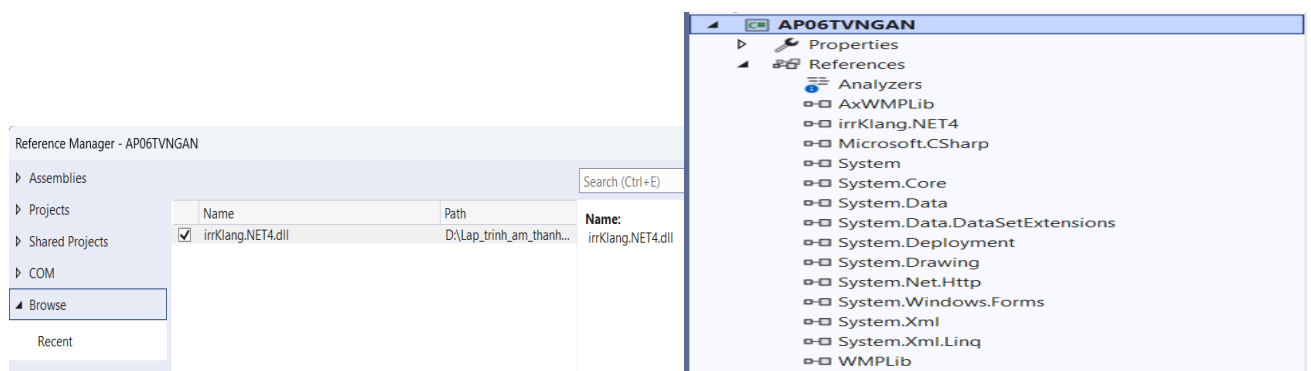 Reference Manager - AP06TVNGAN
Assemblies
Projects
Shared Projects
COM
Browse
Recent
Name Path
irrKlang.NET4.dll D:\Lap_trinh_am_thanh...
Search (Ctrl+E)
Name:
irrKlang.NET4.dll
C# AP06TVNGAN
Properties
References
Analyzers
AxWMPLib
irrKlang.NET4
Microsoft.CSharp
System
System.Core
System.Data
System.Data.DataSetExtensions
System.Deployment
System.Drawing
System.Net.Http
System.Windows.Forms
System.Xml
System.Xml.Linq
WMPLib